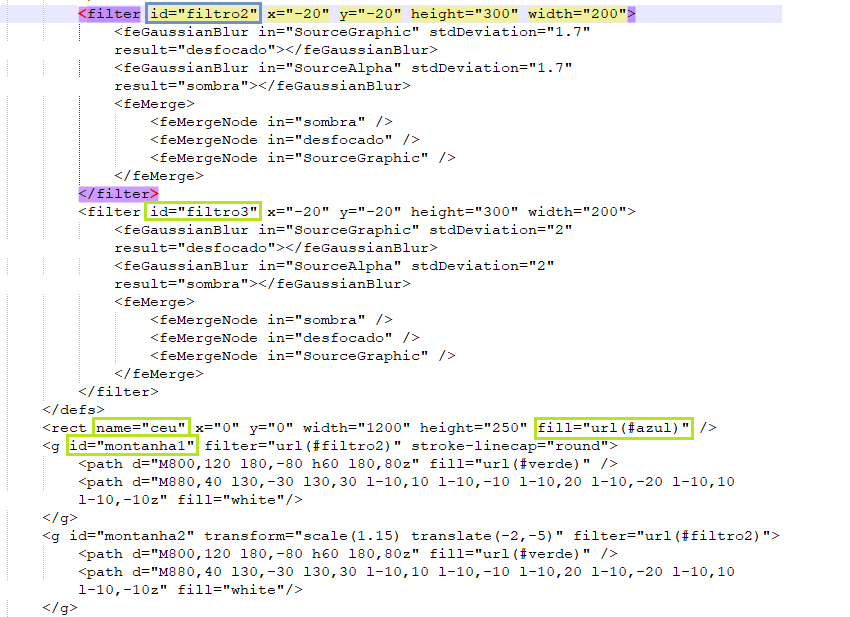 <filter id="filtro2" x="-20" y="-20" height="300" width="200">
<feGaussianBlur in="SourceGraphic" stdDeviation="1.7"
result="desfocado"></feGaussianBlur>
<feGaussianBlur in="SourceAlpha" stdDeviation="1.7"
result="sombra"></feGaussianBlur>
<feMerge>
<feMergeNode in="sombra" />
<feMergeNode in="desfocado" />
<feMergeNode in="SourceGraphic" />
</feMerge>
</filter>
<filter id="filtro3" x="-20" y="-20" height="300" width="200">
<feGaussianBlur in="SourceGraphic" stdDeviation="2"
result="desfocado"></feGaussianBlur>
<feGaussianBlur in="SourceAlpha" stdDeviation="2"
result="sombra"></feGaussianBlur>
<feMerge>
<feMergeNode in="sombra" />
<feMergeNode in="desfocado" />
<feMergeNode in="SourceGraphic" />
</feMerge>
</filter>
</defs>
<rect name="ceu" x="0" y="0" width="1200" height="250" fill="url(#azul)" />
<g id="montanha1" filter="url(#filtro2)" stroke-linecap="round">
<path d="M800,120 l80,-80 h60 l80,80z" fill="url(#verde)" />
<path d="M880,40 l30,-30 l30,30 l-10,10 l-10,-10 l-10,20 l-10,-20 l-10,10
l-10,-10z" fill="white"/>
</g>
<g id="montanha2" transform="scale(1.15) translate(-2,-5)" filter="url(#filtro2)">
<path d="M800,120 l80,-80 h60 l80,80z" fill="url(#verde)" />
<path d="M880,40 l30,-30 l30,30 l-10,10 l-10,-10 l-10,20 l-10,-20 l-10,10
l-10,-10z" fill="white"/>
</g>